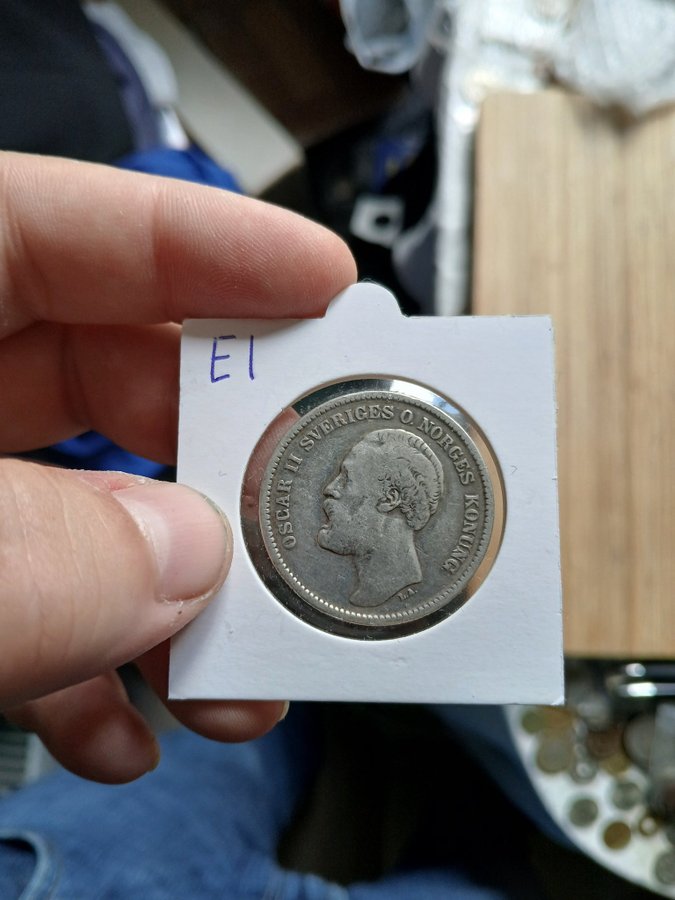 E1
OSCAR II SVERIGES O. NORGES KONUNG.
L.A.